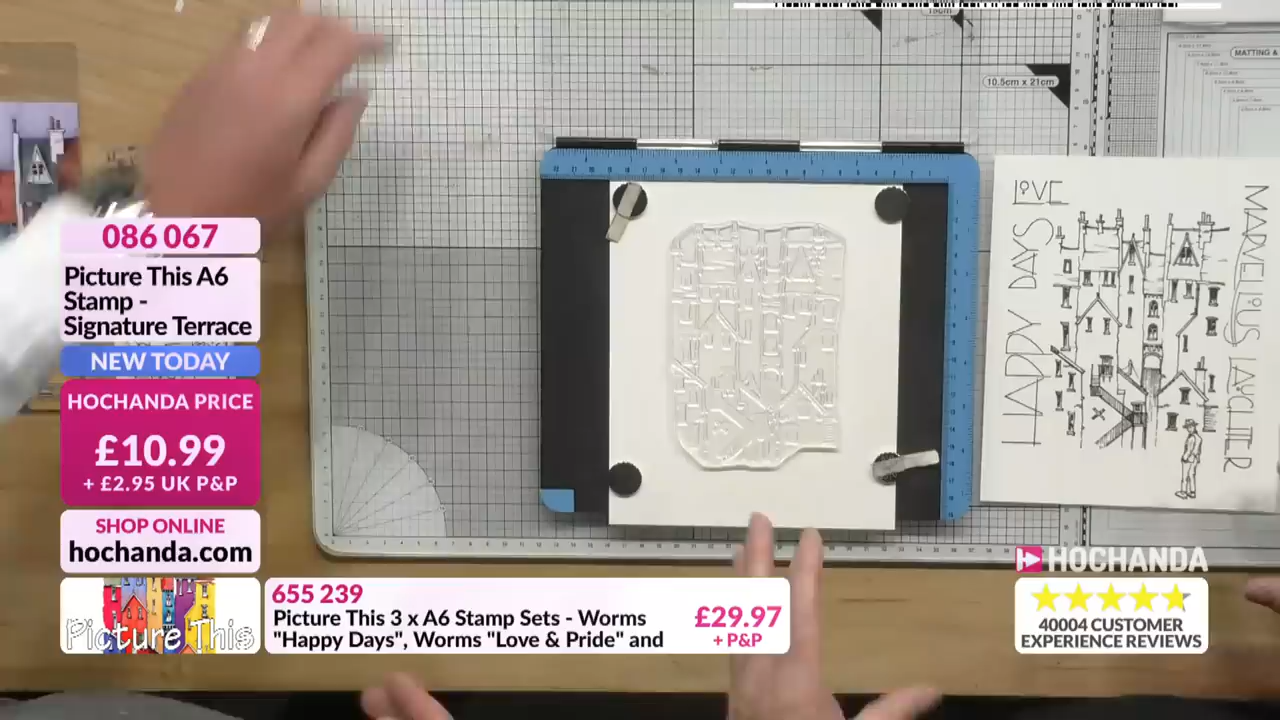 15cm
10.5cm x 21cm
MATTING &
LOVE
HAPPY DAYS
MARVELLOUS LAUGHTER
086 067
Picture This A6
Stamp -
Signature Terrace
NEW TODAY
HOCHANDA PRICE
£10.99
+ £2.95 UK P&P
SHOP ONLINE
hochanda.com
Picture This
655 239
Picture This 3 x A6 Stamp Sets - Worms
"Happy Days", Worms "Love & Pride" and
£29.97
+ P&P
HOCHANDA
40004 CUSTOMER
EXPERIENCE REVIEWS